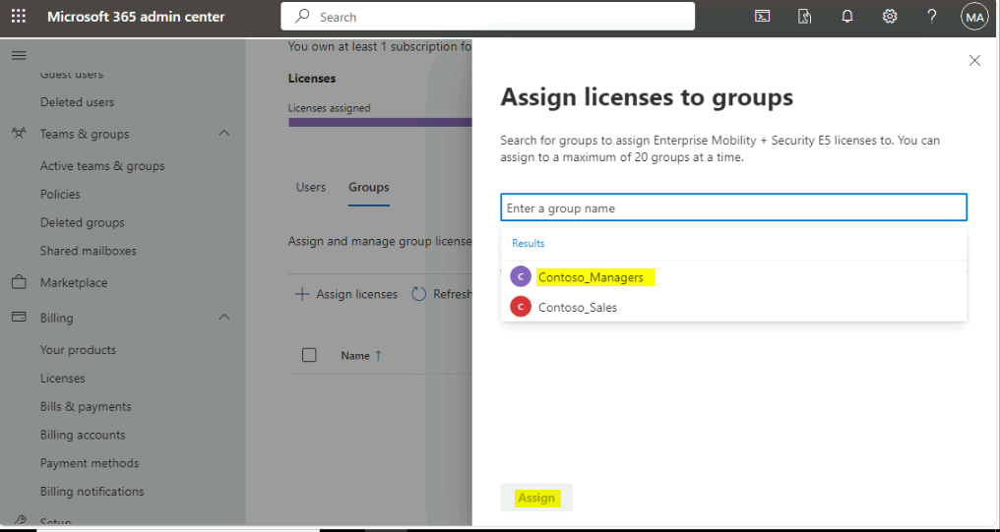 Microsoft 365 admin center
Search
MA
Guest users
Deleted users
Teams & groups
Active teams & groups
Policies
Deleted groups
Shared mailboxes
Marketplace
Billing
Your products
Licenses
Bills & payments
Billing accounts
Payment methods
Billing notifications
Setup
You own at least 1 subscription fo
Licenses
Licenses assigned
Users
Groups
Assign and manage group license
Assign licenses
Refresh
Name ↑
Assign licenses to groups
Search for groups to assign Enterprise Mobility + Security E5 licenses to. You can
assign to a maximum of 20 groups at a time.
Enter a group name
Results
C Contoso_Managers
C Contoso_Sales
Assign